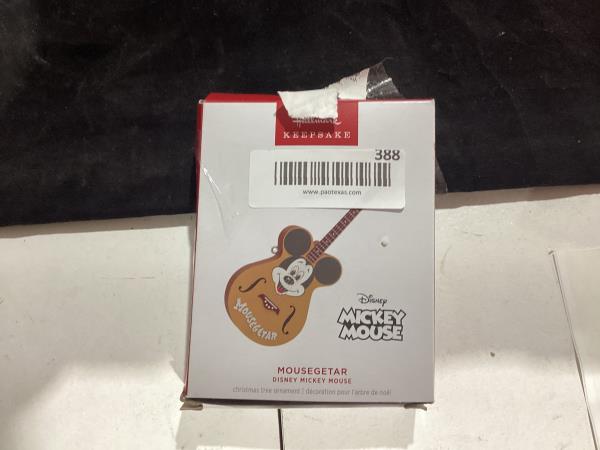 Hallmark
KEEPSAKE
388
www.paotexas.com
MOUSEGETAR
Disney
MICKEY
MOUSE
MOUSEGETAR
DISNEY MICKEY MOUSE
christmas tree ornament | décoration pour l'arbre de noël